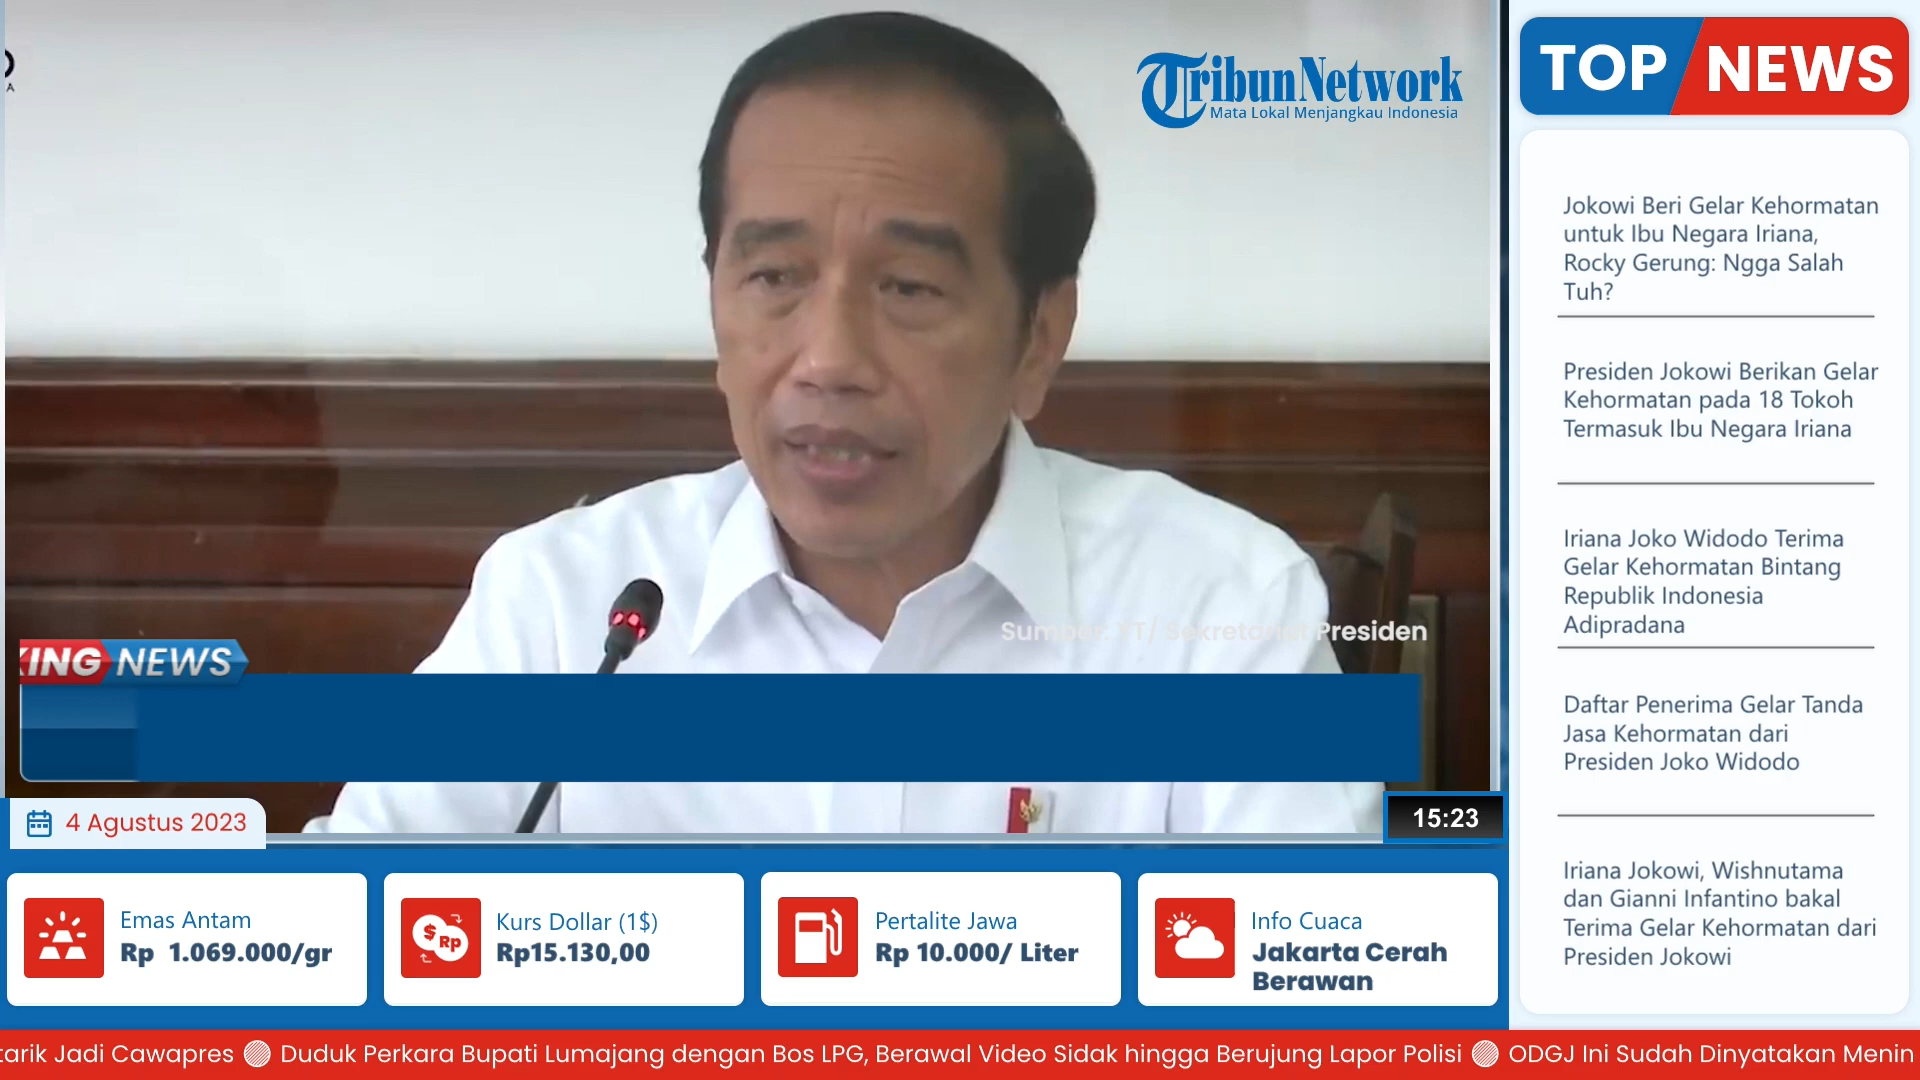 TribunNetwork
Mata Lokal Menjangkau Indonesia
TOP NEWS
Jokowi Beri Gelar Kehormatan
untuk Ibu Negara Iriana,
Rocky Gerung: Ngga Salah
Tuh?
Presiden Jokowi Berikan Gelar
Kehormatan pada 18 Tokoh
Termasuk Ibu Negara Iriana
Iriana Joko Widodo Terima
Gelar Kehormatan Bintang
Republik Indonesia
Adipradana
Daftar Penerima Gelar Tanda
Jasa Kehormatan dari
Presiden Joko Widodo
Iriana Jokowi, Wishnutama
dan Gianni Infantino bakal
Terima Gelar Kehormatan dari
Presiden Jokowi
Sumber: YT/ Sekretariat Presiden
KING NEWS
4 Agustus 2023
15:23
Emas Antam
Rp 1.069.000/gr
Kurs Dollar (1$)
$ Rp
Rp15.130,00
Pertalite Jawa
Rp 10.000/ Liter
Info Cuaca
Jakarta Cerah
Berawan
tarik Jadi Cawapres Duduk Perkara Bupati Lumajang dengan Bos LPG, Berawal Video Sidak hingga Berujung Lapor Polisi ODGJ Ini Sudah Dinyatakan Menin